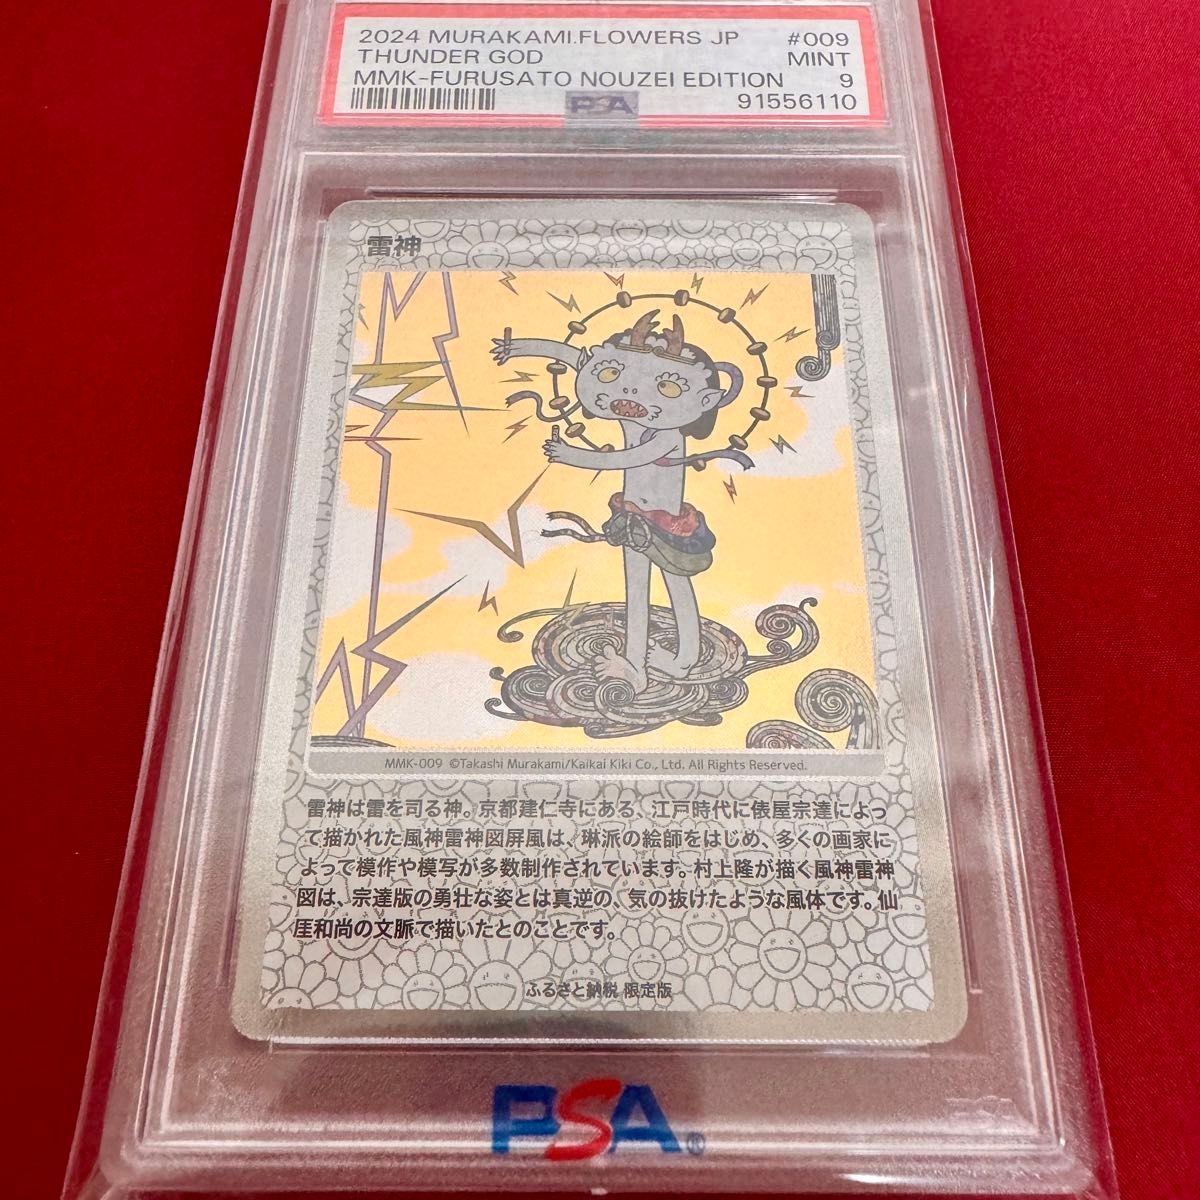 2024 MURAKAMI.FLOWERS JP #009
THUNDER GOD MINT
MMK-FURUSATO NOUZEI EDITION 9
PSA 91556110
雷神
MMK-009 ©Takashi Murakami/Kaikai Kiki Co., Ltd. All Rights Reserved.
雷神は雷を司る神。京都建仁寺にある、江戸時代に俵屋宗達によっ
て描かれた風神雷神図屏風は、琳派の絵師をはじめ、多くの画家に
よって模作や模写が多数制作されています。村上隆が描く風神雷神
図は、宗達版の勇壮な姿とは真逆の、気の抜けたような風体です。仙
厓和尚の文脈で描いたとのことです。
ふるさと納税 限定版
PSA®